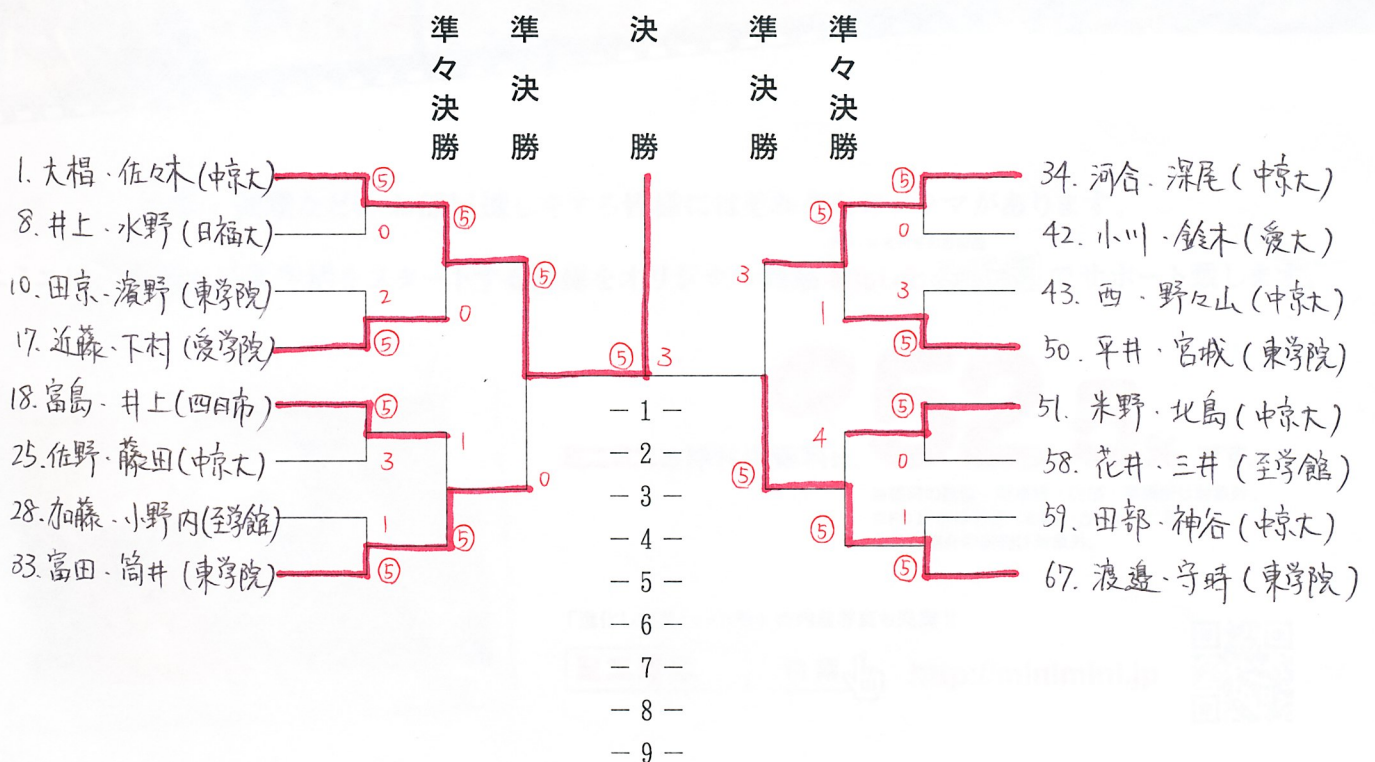 準々決勝
準決勝
決勝
準決勝
準々決勝
1. 大楫・佐々木(中京大)
8. 井上・水野(日福大)
10. 田京・濱野(東学院)
17. 近藤・下村(愛学院)
18. 富島・井上(四日市)
25. 佐野・藤田(中京大)
28. 加藤・小野内(至学館)
33. 富田・筒井(東学院)
⑤
0
2
⑤
⑤
3
1
⑤
⑤
0
1
⑤
⑤
0
⑤ 3
3
⑤
⑤
1
4
⑤
⑤
0
3
⑤
⑤
0
1
⑤
34. 河合・深尾(中京大)
42. 小川・鈴木(愛大)
43. 西・野々山(中京大)
50. 平井・宮城(東学院)
51. 米野・北島(中京大)
58. 花井・三井(至学館)
59. 田部・神谷(中京大)
67. 渡邉・守時(東学院)
― 1 ―
― 2 ―
― 3 ―
― 4 ―
― 5 ―
― 6 ―
― 7 ―
― 8 ―
― 9 ―